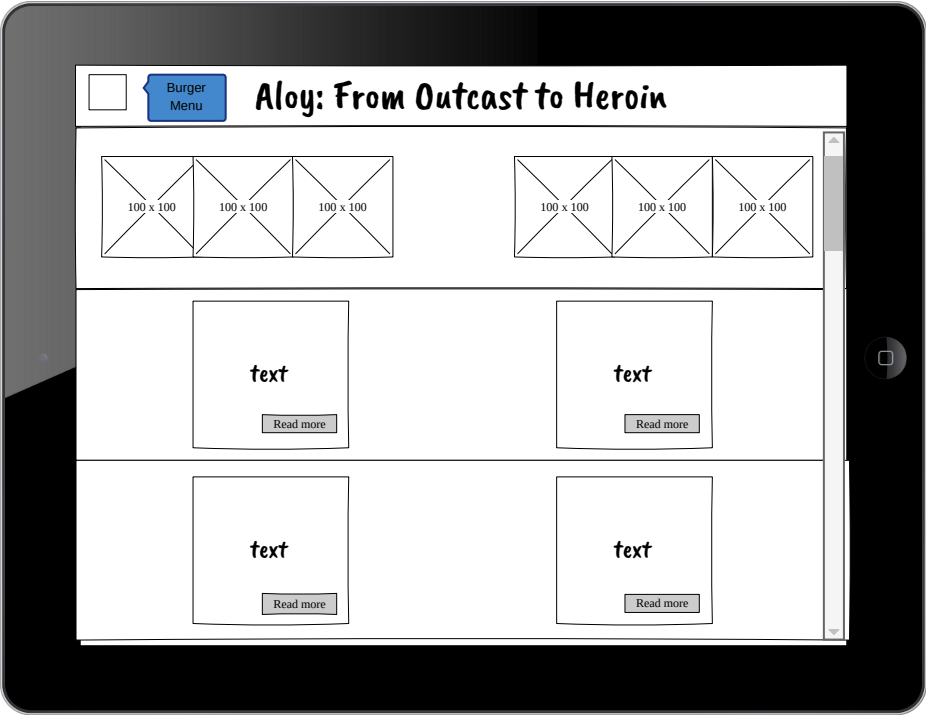 Burger
Menu
Aloy: From Outcast to Heroin
100 x 100
100 x 100
100 x 100
100 x 100
100 x 100
100 x 100
text
text
Read more
Read more
text
text
Read more
Read more